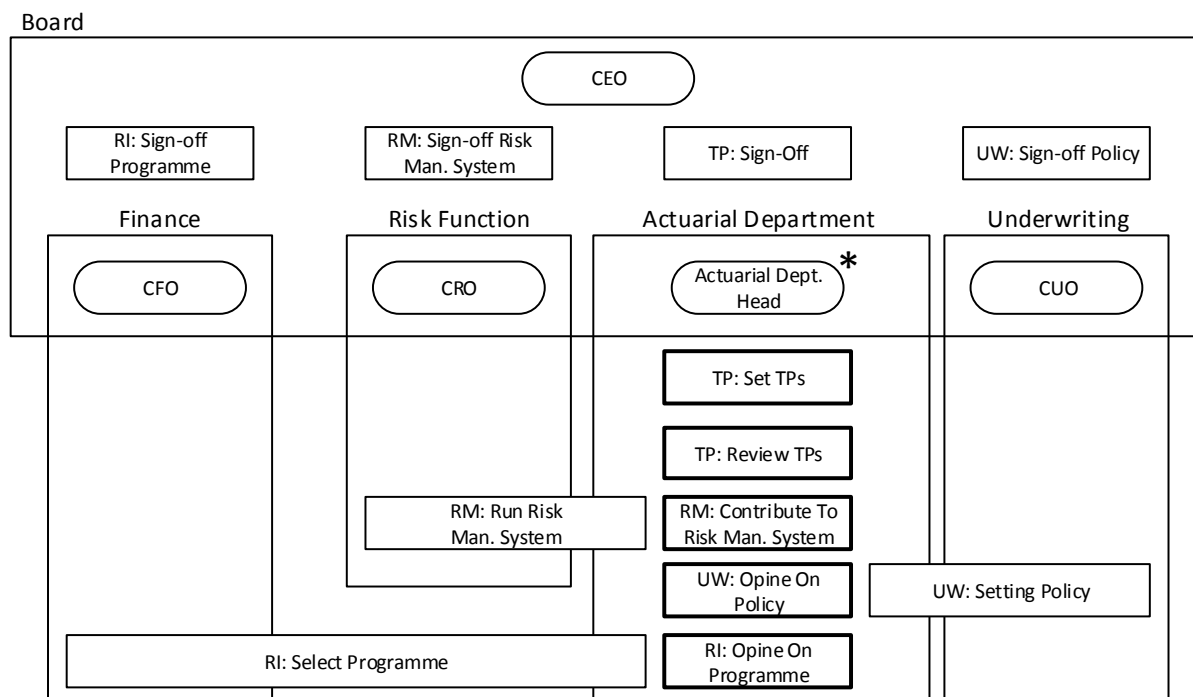 Board
CEO
RI: Sign-off
Programme
RM: Sign-off Risk
Man. System
TP: Sign-Off
UW: Sign-off Policy
Finance
Risk Function
Actuarial Department
Underwriting
CFO
CRO
Actuarial Dept.
Head
*
CUO
TP: Set TPs
TP: Review TPs
RM: Run Risk
Man. System
RM: Contribute To
Risk Man. System
UW: Opine On
Policy
UW: Setting Policy
RI: Select Programme
RI: Opine On
Programme